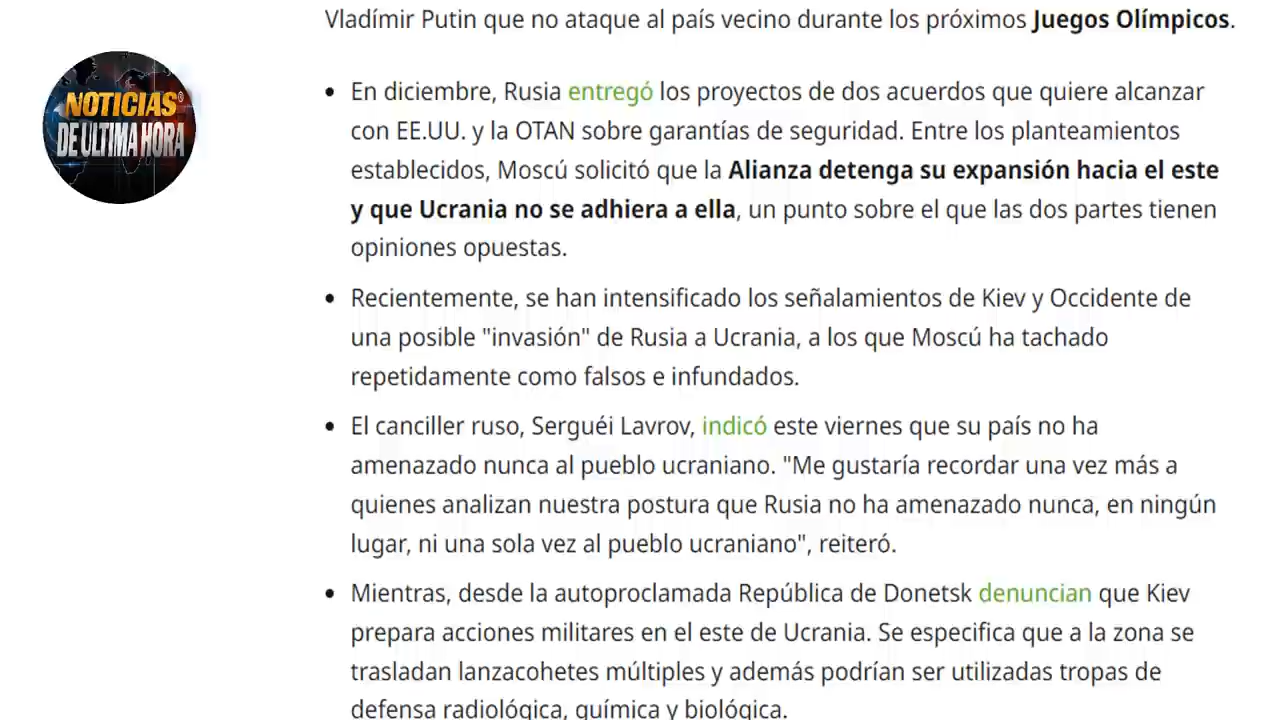 Vladímir Putin que no ataque al país vecino durante los próximos Juegos Olímpicos.
NOTICIAS®
DE ULTIMA HORA
• En diciembre, Rusia entregó los proyectos de dos acuerdos que quiere alcanzar
con EE.UU. y la OTAN sobre garantías de seguridad. Entre los planteamientos
establecidos, Moscú solicitó que la Alianza detenga su expansión hacia el este
y que Ucrania no se adhiera a ella, un punto sobre el que las dos partes tienen
opiniones opuestas.
• Recientemente, se han intensificado los señalamientos de Kiev y Occidente de
una posible "invasión" de Rusia a Ucrania, a los que Moscú ha tachado
repetidamente como falsos e infundados.
• El canciller ruso, Serguéi Lavrov, indicó este viernes que su país no ha
amenazado nunca al pueblo ucraniano. "Me gustaría recordar una vez más a
quienes analizan nuestra postura que Rusia no ha amenazado nunca, en ningún
lugar, ni una sola vez al pueblo ucraniano", reiteró.
• Mientras, desde la autoproclamada República de Donetsk denuncian que Kiev
prepara acciones militares en el este de Ucrania. Se especifica que a la zona se
trasladan lanzacohetes múltiples y además podrían ser utilizadas tropas de
defensa radiológica, química y biológica.